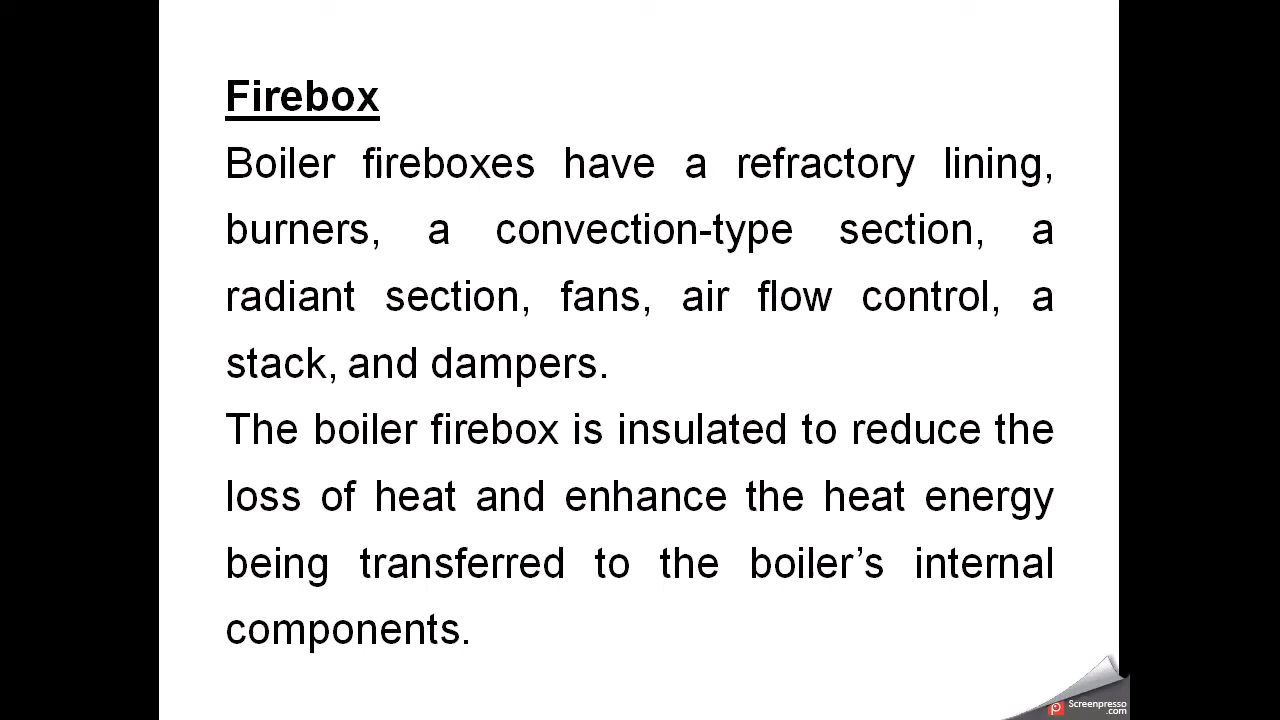 Firebox
Boiler fireboxes have a refractory lining,
burners, a convection-type section, a
radiant section, fans, air flow control, a
stack, and dampers.
The boiler firebox is insulated to reduce the
loss of heat and enhance the heat energy
being transferred to the boiler’s internal
components.
Screenpresso
.com